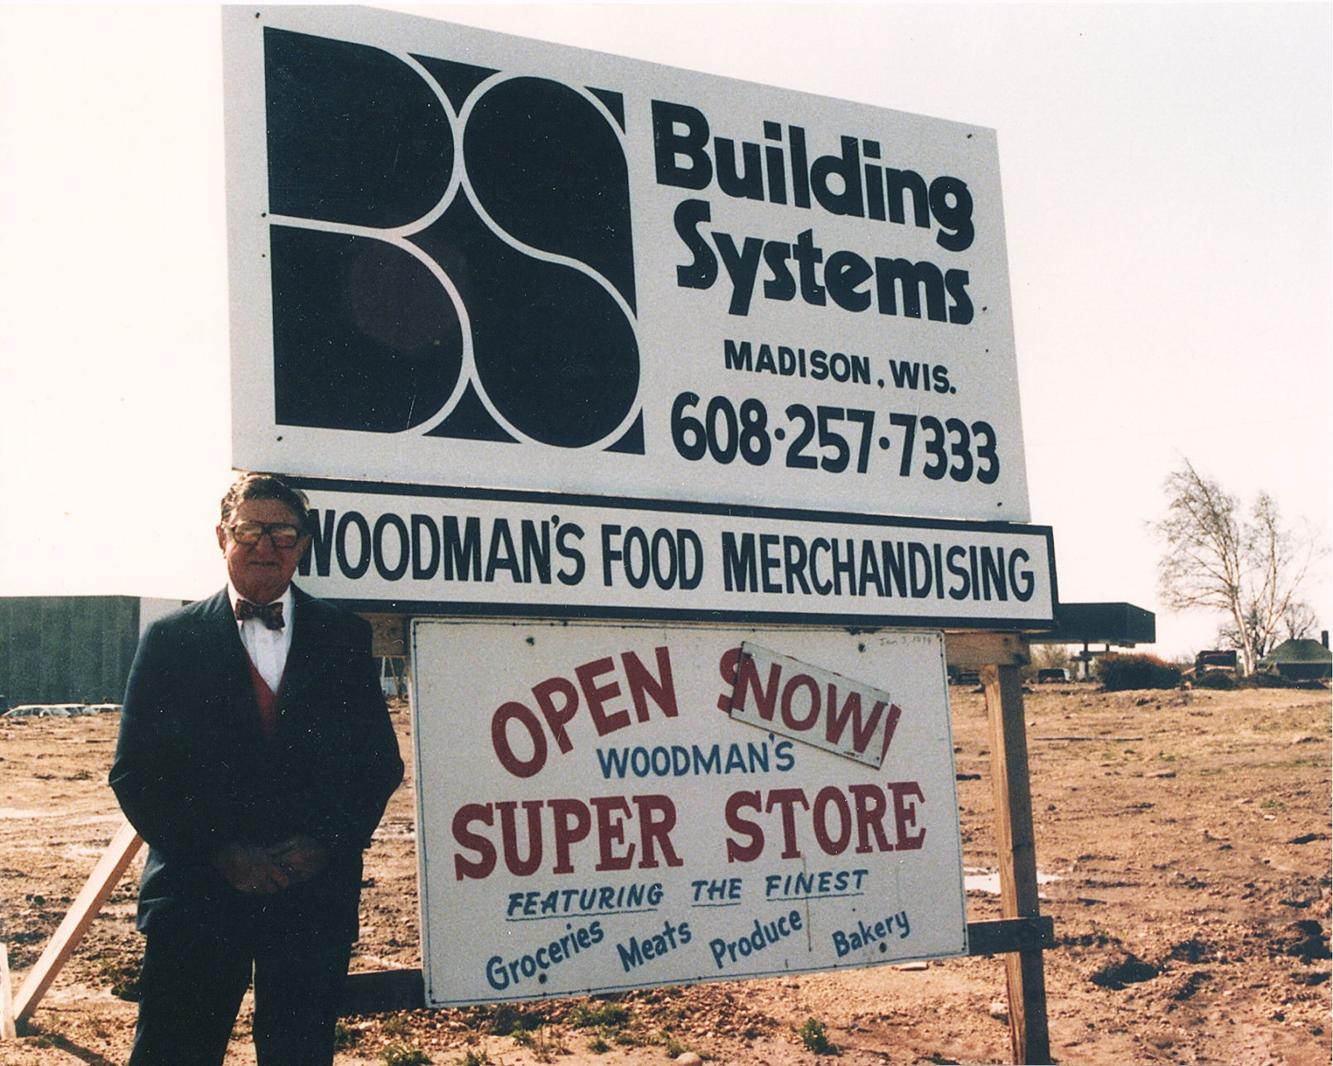 BS
Building
Systems
MADISON, WIS.
608·257·7333
WOODMAN'S FOOD MERCHANDISING
OPEN NOW!
WOODMAN'S
SUPER STORE
FEATURING THE FINEST
Groceries Meats Produce Bakery